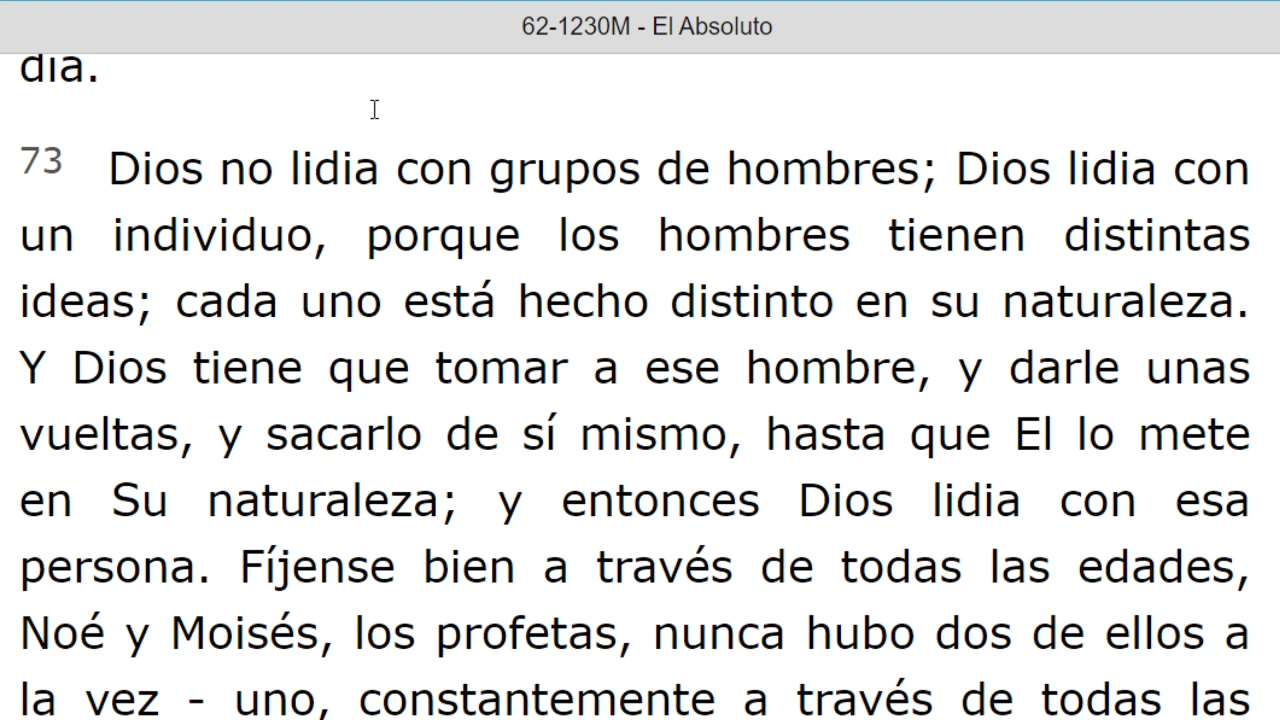 62-1230M - El Absoluto
día.
73 Dios no lidia con grupos de hombres; Dios lidia con
un individuo, porque los hombres tienen distintas
ideas; cada uno está hecho distinto en su naturaleza.
Y Dios tiene que tomar a ese hombre, y darle unas
vueltas, y sacarlo de sí mismo, hasta que El lo mete
en Su naturaleza; y entonces Dios lidia con esa
persona. Fíjense bien a través de todas las edades,
Noé y Moisés, los profetas, nunca hubo dos de ellos a
la vez - uno, constantemente a través de todas las